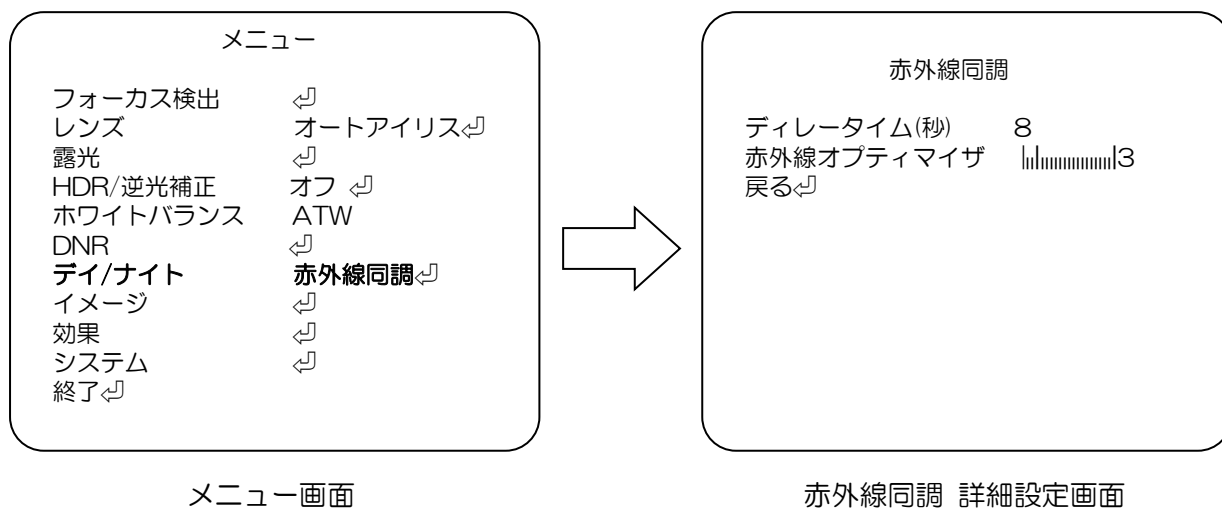 メニュー
フォーカス検出 ⏎
レンズ オートアイリス⏎
露光 ⏎
HDR/逆光補正 オフ ⏎
ホワイトバランス ATW
DNR ⏎
デイ/ナイト 赤外線同調⏎
イメージ ⏎
効果 ⏎
システム ⏎
終了⏎
メニュー画面
赤外線同調
ディレータイム(秒) 8
赤外線オプティマイザ 3
戻る⏎
赤外線同調 詳細設定画面